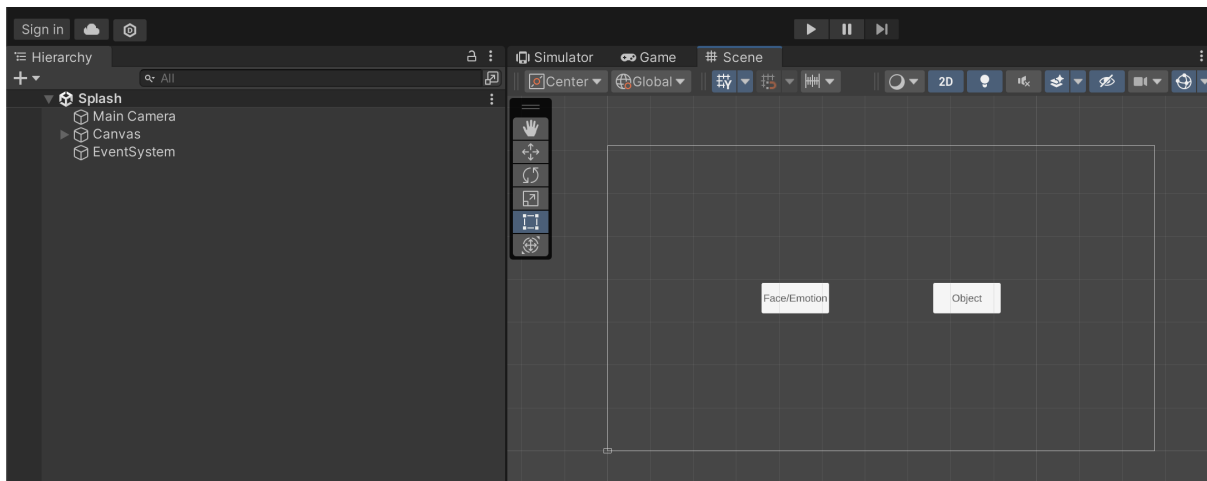 Sign in
Hierarchy
Simulator Game Scene
All
Center Global 2D
Splash
Main Camera
Canvas
EventSystem
Face/Emotion Object